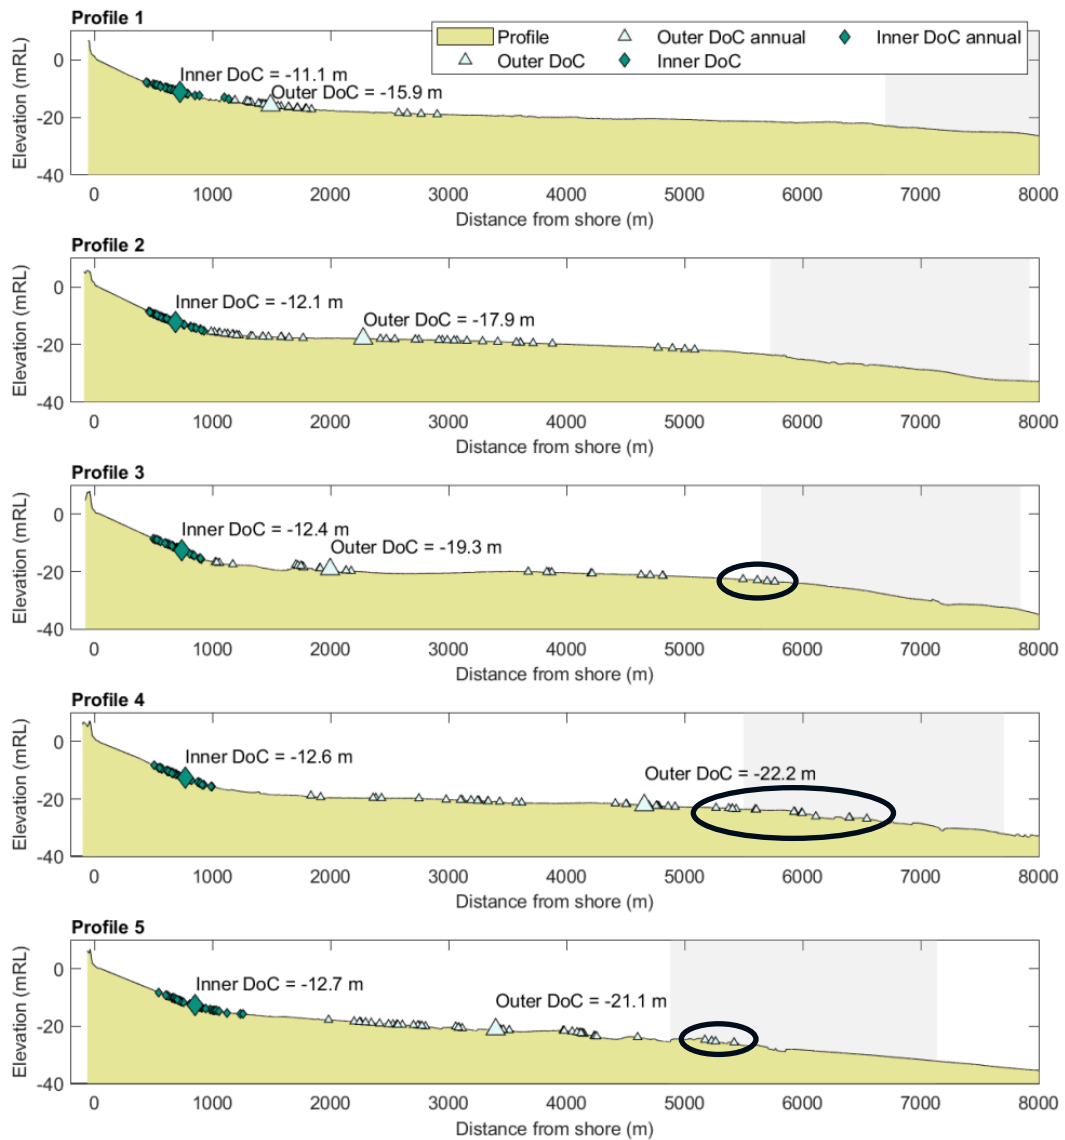 Profile 1
Profile
Outer DoC annual
Inner DoC annual
Outer DoC
Inner DoC
Inner DoC = -11.1 m
Outer DoC = -15.9 m
Elevation (mRL)
0
-20
-40
0 1000 2000 3000 4000 5000 6000 7000 8000
Distance from shore (m)
Profile 2
Inner DoC = -12.1 m
Outer DoC = -17.9 m
Elevation (mRL)
0
-20
-40
0 1000 2000 3000 4000 5000 6000 7000 8000
Distance from shore (m)
Profile 3
Inner DoC = -12.4 m
Outer DoC = -19.3 m
Elevation (mRL)
0
-20
-40
0 1000 2000 3000 4000 5000 6000 7000 8000
Distance from shore (m)
Profile 4
Inner DoC = -12.6 m
Outer DoC = -22.2 m
Elevation (mRL)
0
-20
-40
0 1000 2000 3000 4000 5000 6000 7000 8000
Distance from shore (m)
Profile 5
Inner DoC = -12.7 m
Outer DoC = -21.1 m
Elevation (mRL)
0
-20
-40
0 1000 2000 3000 4000 5000 6000 7000 8000
Distance from shore (m)